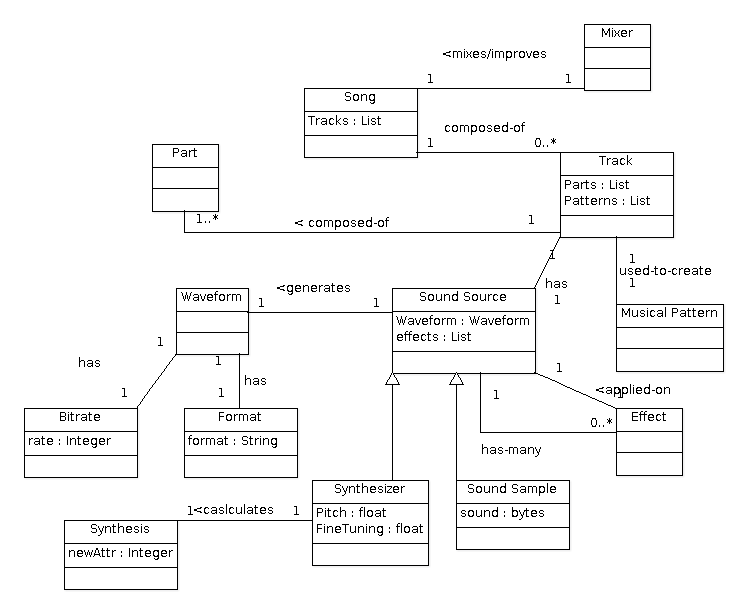 Mixer
<mixes/improves
1
1
Song
Tracks : List
composed-of
1
0..*
Part
Track
Parts : List
Patterns : List
1..*
< composed-of
1
1
has
1
1
used-to-create
1
Waveform
<generates
1
1
Sound Source
Waveform : Waveform
effects : List
Musical Pattern
1
has
1
1
has
1
1
<applied-on
1
Bitrate
rate : Integer
Format
format : String
1
0..*
has-many
Effect
Synthesizer
Pitch : float
FineTuning : float
Sound Sample
sound : bytes
1
<caslculates
1
Synthesis
newAttr : Integer